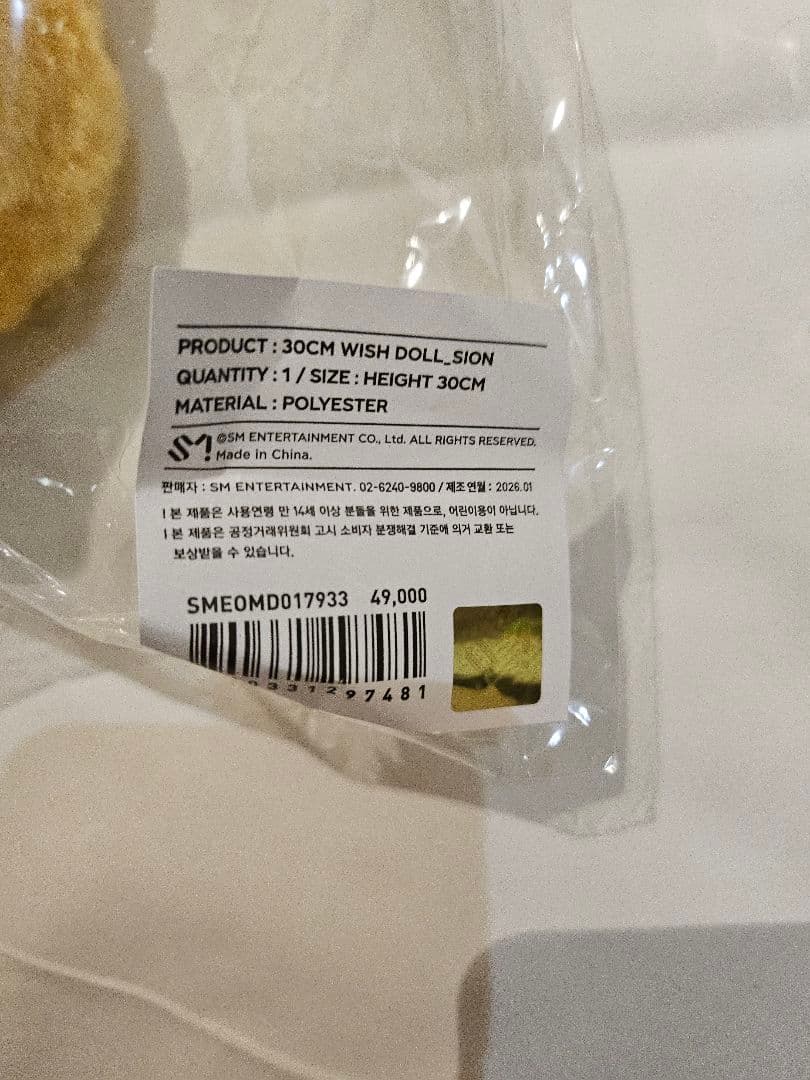 PRODUCT : 30CM WISH DOLL_SION
QUANTITY : 1 / SIZE : HEIGHT 30CM
MATERIAL : POLYESTER
SM! ©SM ENTERTAINMENT CO., Ltd. ALL RIGHTS RESERVED.
Made in China.
판매자 : SM ENTERTAINMENT. 02-6240-9800 / 제조연월 : 2026.01
! 본 제품은 사용연령 만 14세 이상 분들을 위한 제품으로, 어린이용이 아닙니다.
! 본 제품은 공정거래위원회 고시 소비자 분쟁해결 기준에 의거 교환 또는
보상받을 수 있습니다.
SMEOMD017933 49,000
331297481